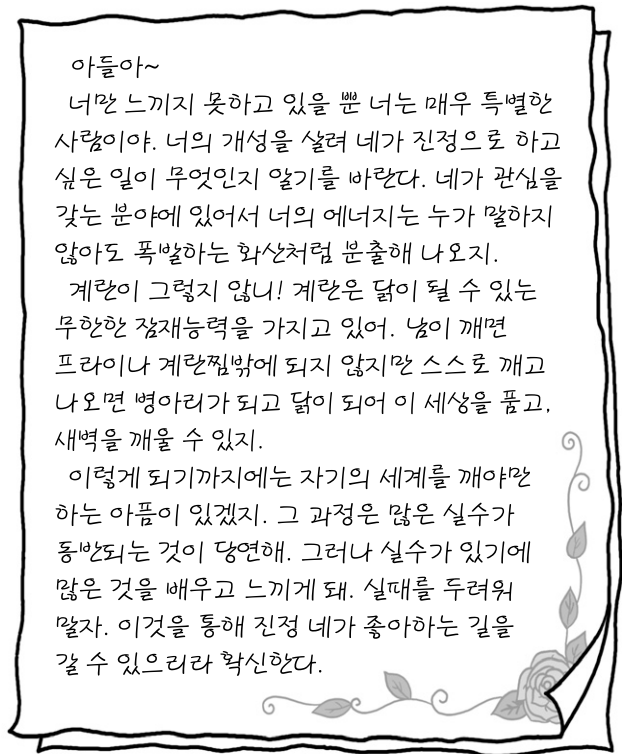 아들아~
너만 느끼지 못하고 있을 뿐 너는 매우 특별한
사람이야. 너의 개성을 살려 네가 진정으로 하고
싶은 일이 무엇인지 알기를 바란다. 네가 관심을
갖는 분야에 있어서 너의 에너지는 누가 말하지
않아도 폭발하는 화산처럼 분출해 나오지.
계란이 그렇지 않니! 계란은 닭이 될 수 있는
무한한 잠재능력을 가지고 있어. 남이 깨면
프라이나 계란찜밖에 되지 않지만 스스로 깨고
나오면 병아리가 되고 닭이 되어 이 세상을 품고,
새벽을 깨울 수 있지.
이렇게 되기까지에는 자기의 세계를 깨야만
하는 아픔이 있겠지. 그 과정은 많은 실수가
동반되는 것이 당연해. 그러나 실수가 있기에
많은 것을 배우고 느끼게 돼. 실패를 두려워
말자. 이것을 통해 진정 네가 좋아하는 길을
갈 수 있으리라 확신한다.